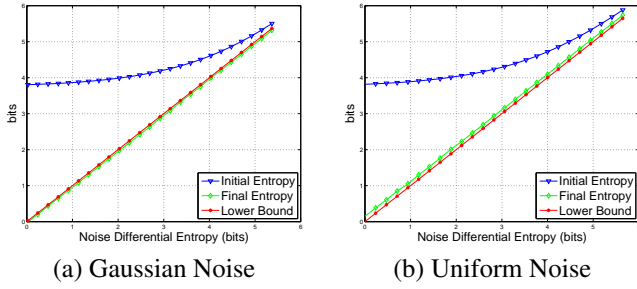 6
5
4
3
2
1
0
bits
0 1 2 3 4 5 6
Noise Differential Entropy (bits)
Initial Entropy
Final Entropy
Lower Bound
(a) Gaussian Noise
6
5
4
3
2
1
0
bits
0 1 2 3 4 5
Noise Differential Entropy (bits)
Initial Entropy
Final Entropy
Lower Bound
(b) Uniform Noise